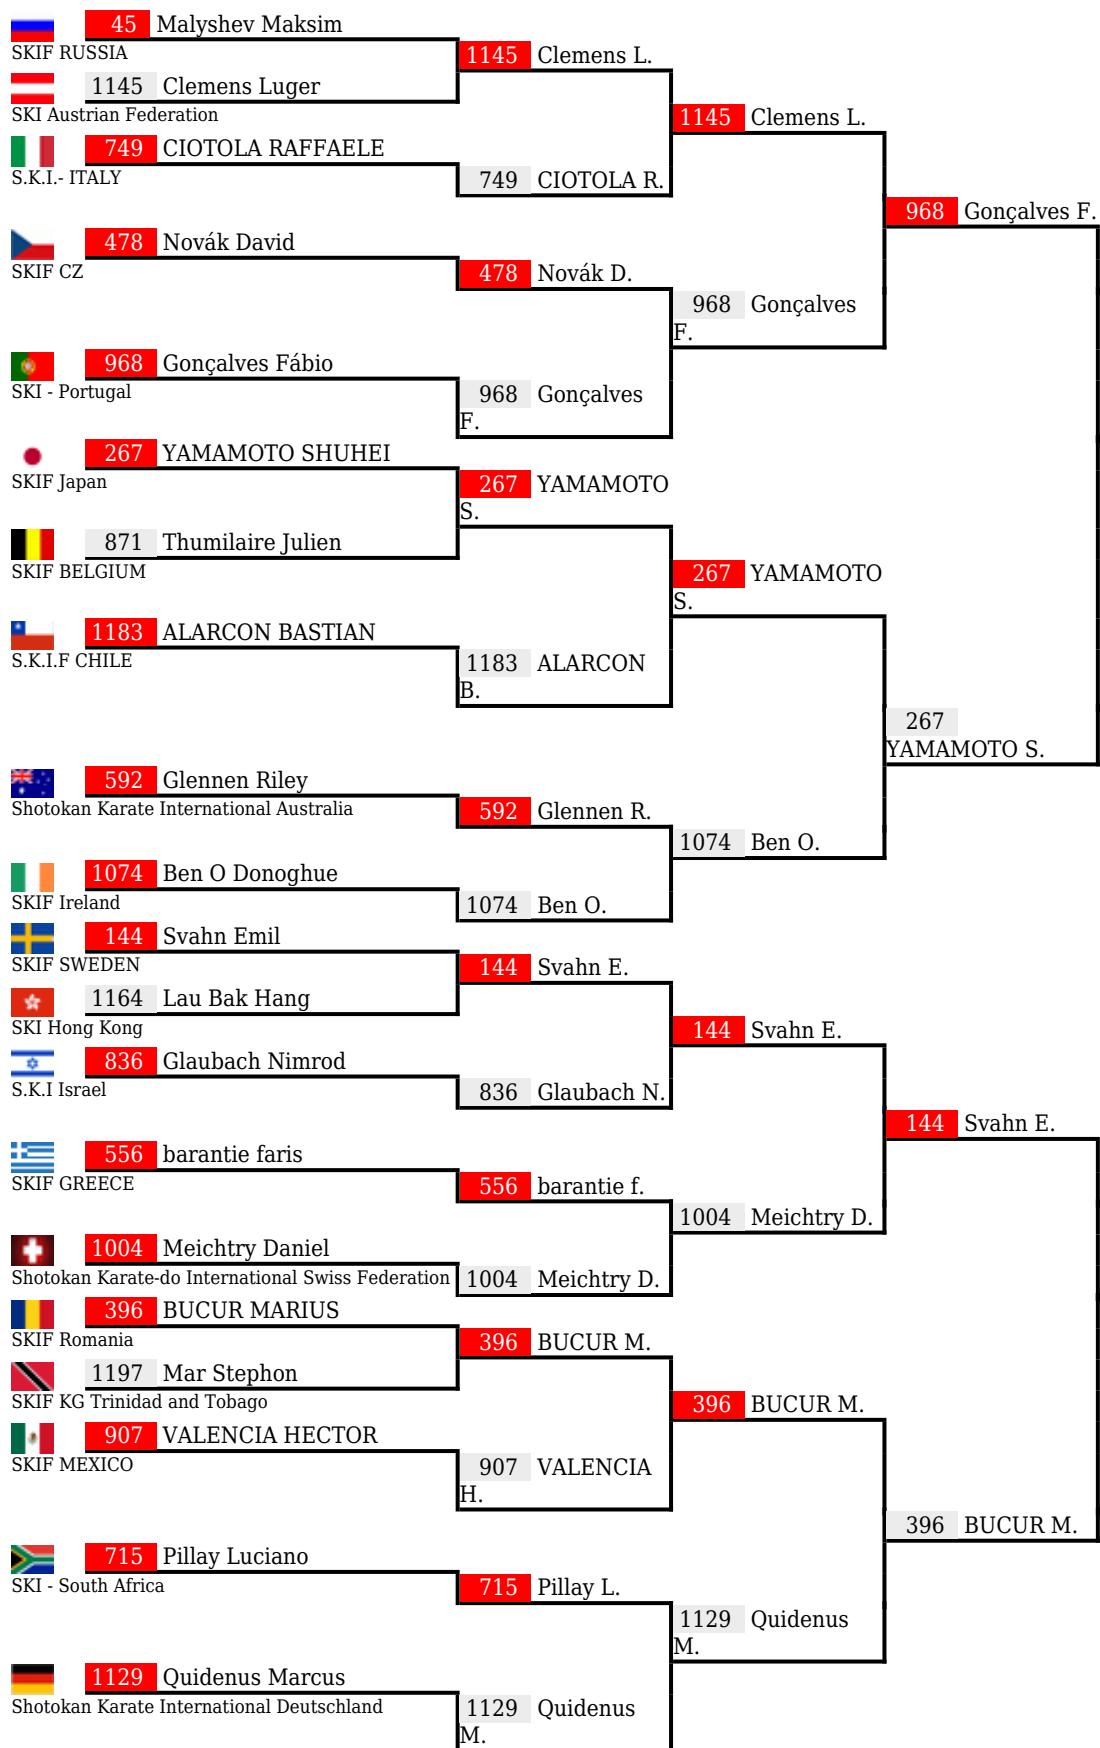 45 Malyshev Maksim
SKIF RUSSIA
1145 Clemens L.
1145 Clemens Luger
SKI Austrian Federation
1145 Clemens L.
749 CIOTOLA RAFFAELE
S.K.I.- ITALY
749 CIOTOLA R.
968 Gonçalves F.
478 Novák David
SKIF CZ
478 Novák D.
968 Gonçalves
F.
968 Gonçalves Fábio
SKI - Portugal
968 Gonçalves
F.
267 YAMAMOTO SHUHEI
SKIF Japan
267 YAMAMOTO
S.
871 Thumilaire Julien
SKIF BELGIUM
267 YAMAMOTO
S.
1183 ALARCON BASTIAN
S.K.I.F CHILE
1183 ALARCON
B.
267
YAMAMOTO S.
592 Glennen Riley
Shotokan Karate International Australia
592 Glennen R.
1074 Ben O.
1074 Ben O Donoghue
SKIF Ireland
1074 Ben O.
144 Svahn Emil
SKIF SWEDEN
144 Svahn E.
1164 Lau Bak Hang
SKI Hong Kong
144 Svahn E.
836 Glaubach Nimrod
S.K.I Israel
836 Glaubach N.
144 Svahn E.
556 barantie faris
SKIF GREECE
556 barantie f.
1004 Meichtry D.
1004 Meichtry Daniel
Shotokan Karate-do International Swiss Federation
1004 Meichtry D.
396 BUCUR MARIUS
SKIF Romania
396 BUCUR M.
1197 Mar Stephon
SKIF KG Trinidad and Tobago
396 BUCUR M.
907 VALENCIA HECTOR
SKIF MEXICO
907 VALENCIA
H.
396 BUCUR M.
715 Pillay Luciano
SKI - South Africa
715 Pillay L.
1129 Quidenus
M.
1129 Quidenus Marcus
Shotokan Karate International Deutschland
1129 Quidenus
M.